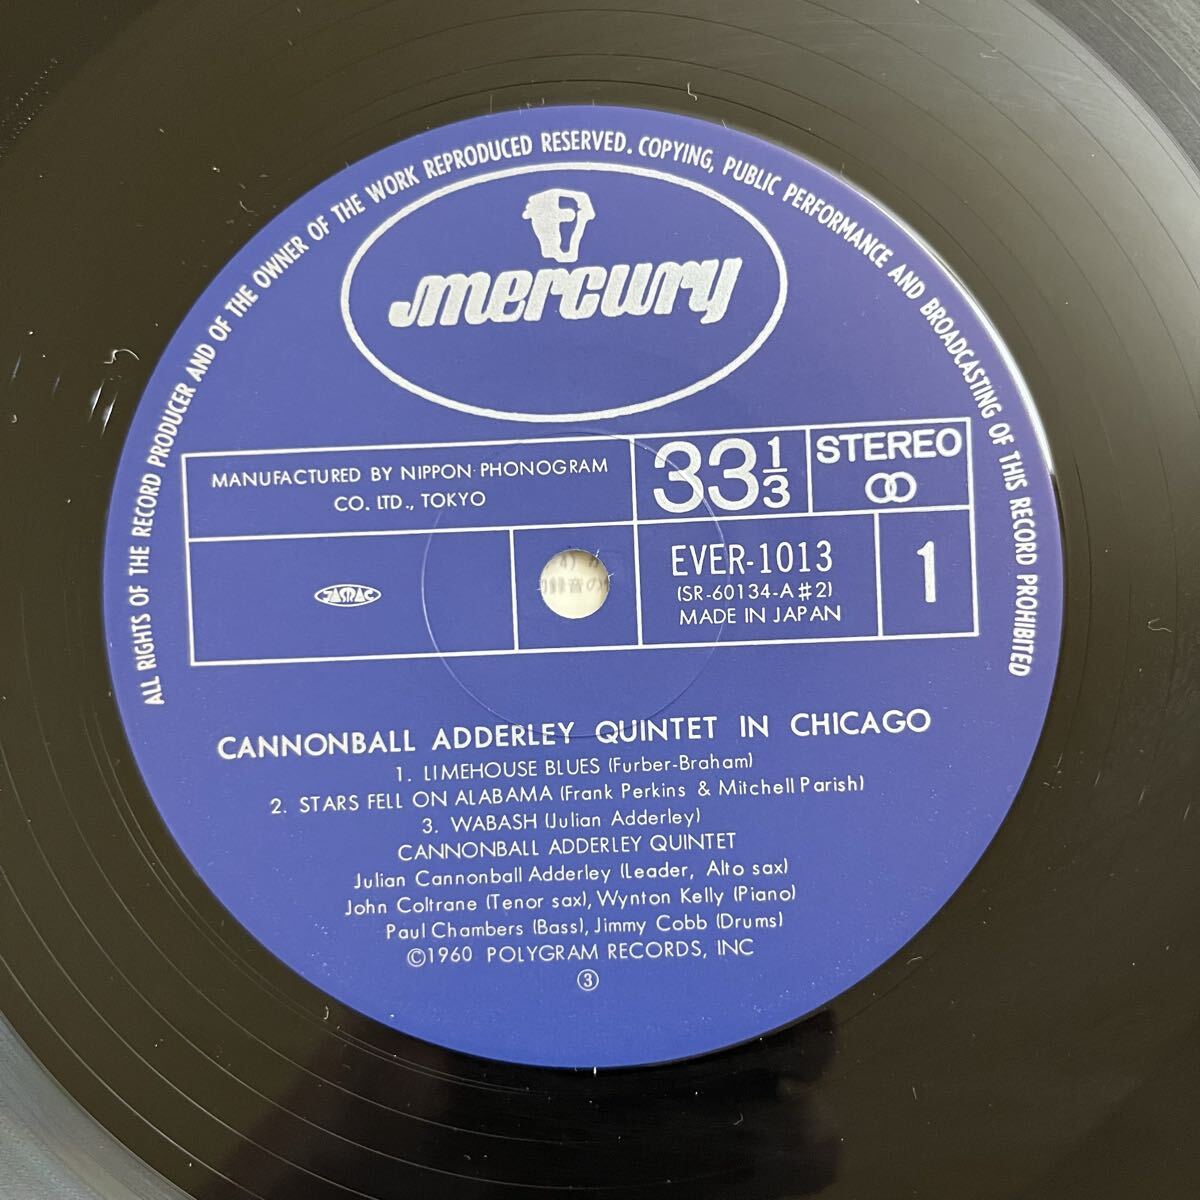 ALL RIGHTS OF THE RECORD PRODUCER AND OF THE OWNER OF THE WORK REPRODUCED RESERVED. COPYING, PUBLIC PERFORMANCE AND BROADCASTING OF THIS RECORD PROHIBITED
mercury
MANUFACTURED BY NIPPON PHONOGRAM
CO. LTD., TOKYO
33 1/3
STEREO
JASRAC
EVER-1013
(SR-60134-A♯2)
MADE IN JAPAN
1
CANNONBALL ADDERLEY QUINTET IN CHICAGO
1. LIMEHOUSE BLUES (Furber-Braham)
2. STARS FELL ON ALABAMA (Frank Perkins & Mitchell Parish)
3. WABASH (Julian Adderley)
CANNONBALL ADDERLEY QUINTET
Julian Cannonball Adderley (Leader, Alto sax)
John Coltrane (Tenor sax), Wynton Kelly (Piano)
Paul Chambers (Bass), Jimmy Cobb (Drums)
©1960 POLYGRAM RECORDS, INC
③